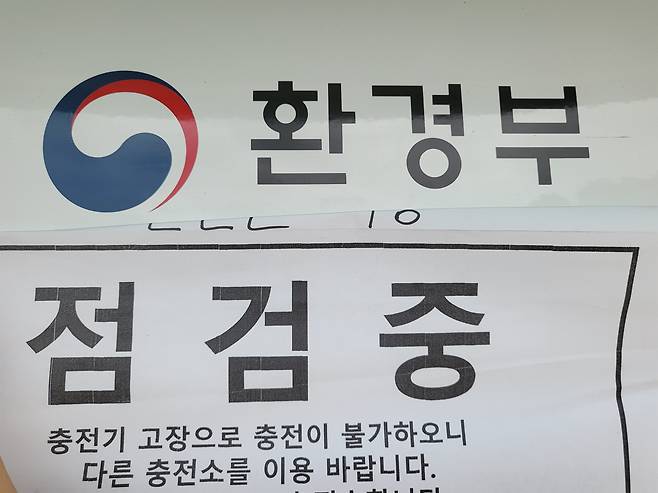 환경부
점검중
충전기 고장으로 충전이 불가하오니
다른 충전소를 이용 바랍니다.